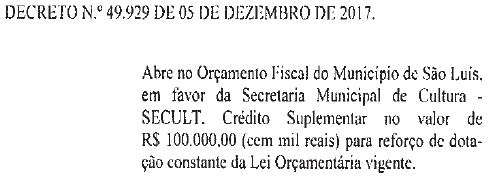 DECRETO N.º 49.929 DE 05 DE DEZEMBRO DE 2017.
Abre no Orçamento Fiscal do Município de São Luís,
em favor da Secretaria Municipal de Cultura -
SECULT. Crédito Suplementar no valor de
R$ 100.000,00 (cem mil reais) para reforço de dota-
ção constante da Lei Orçamentária vigente.